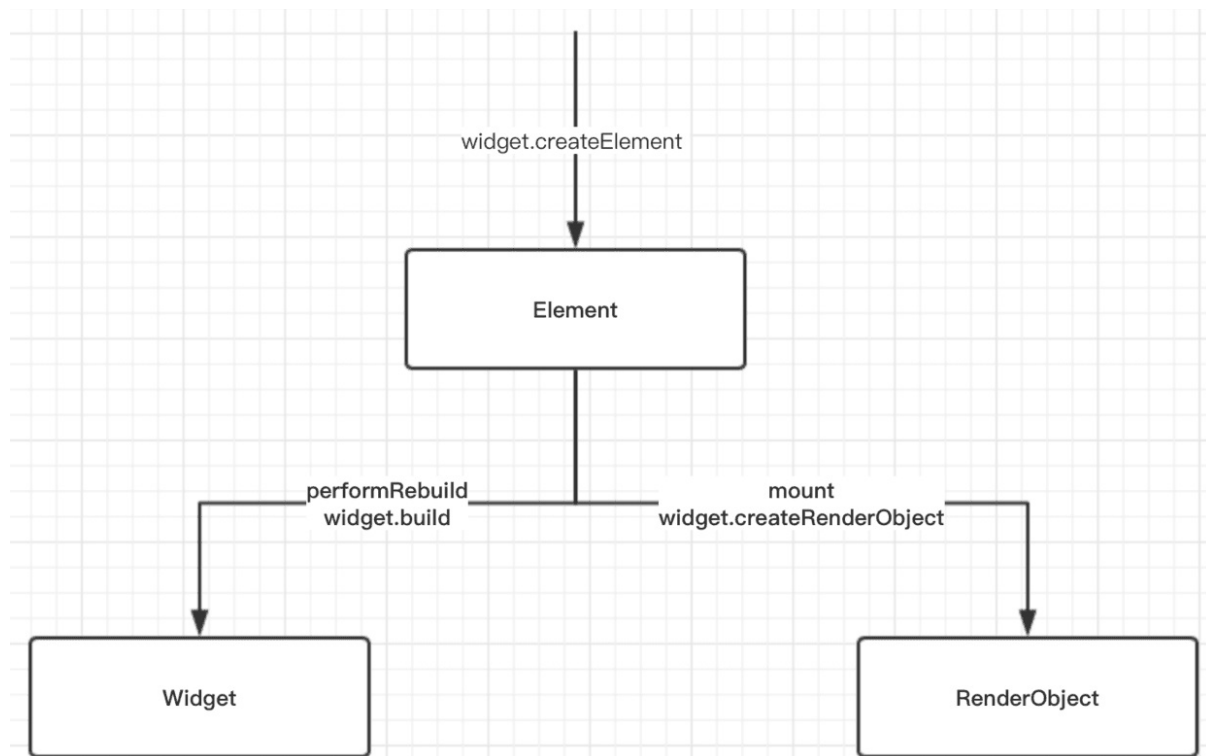 widget.createElement
Element
performRebuild
widget.build
mount
widget.createRenderObject
Widget
RenderObject